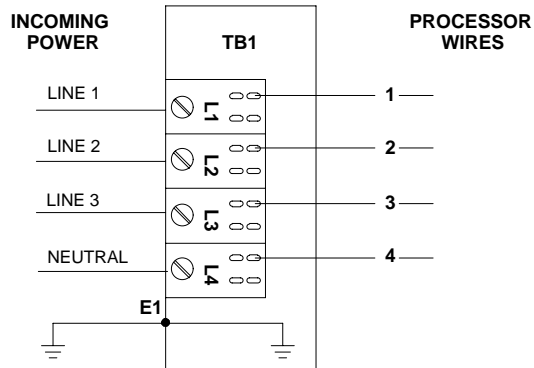 INCOMING
POWER
TB1
PROCESSOR
WIRES
LINE 1
L1
1
LINE 2
L2
2
LINE 3
L3
3
NEUTRAL
L4
4
E1